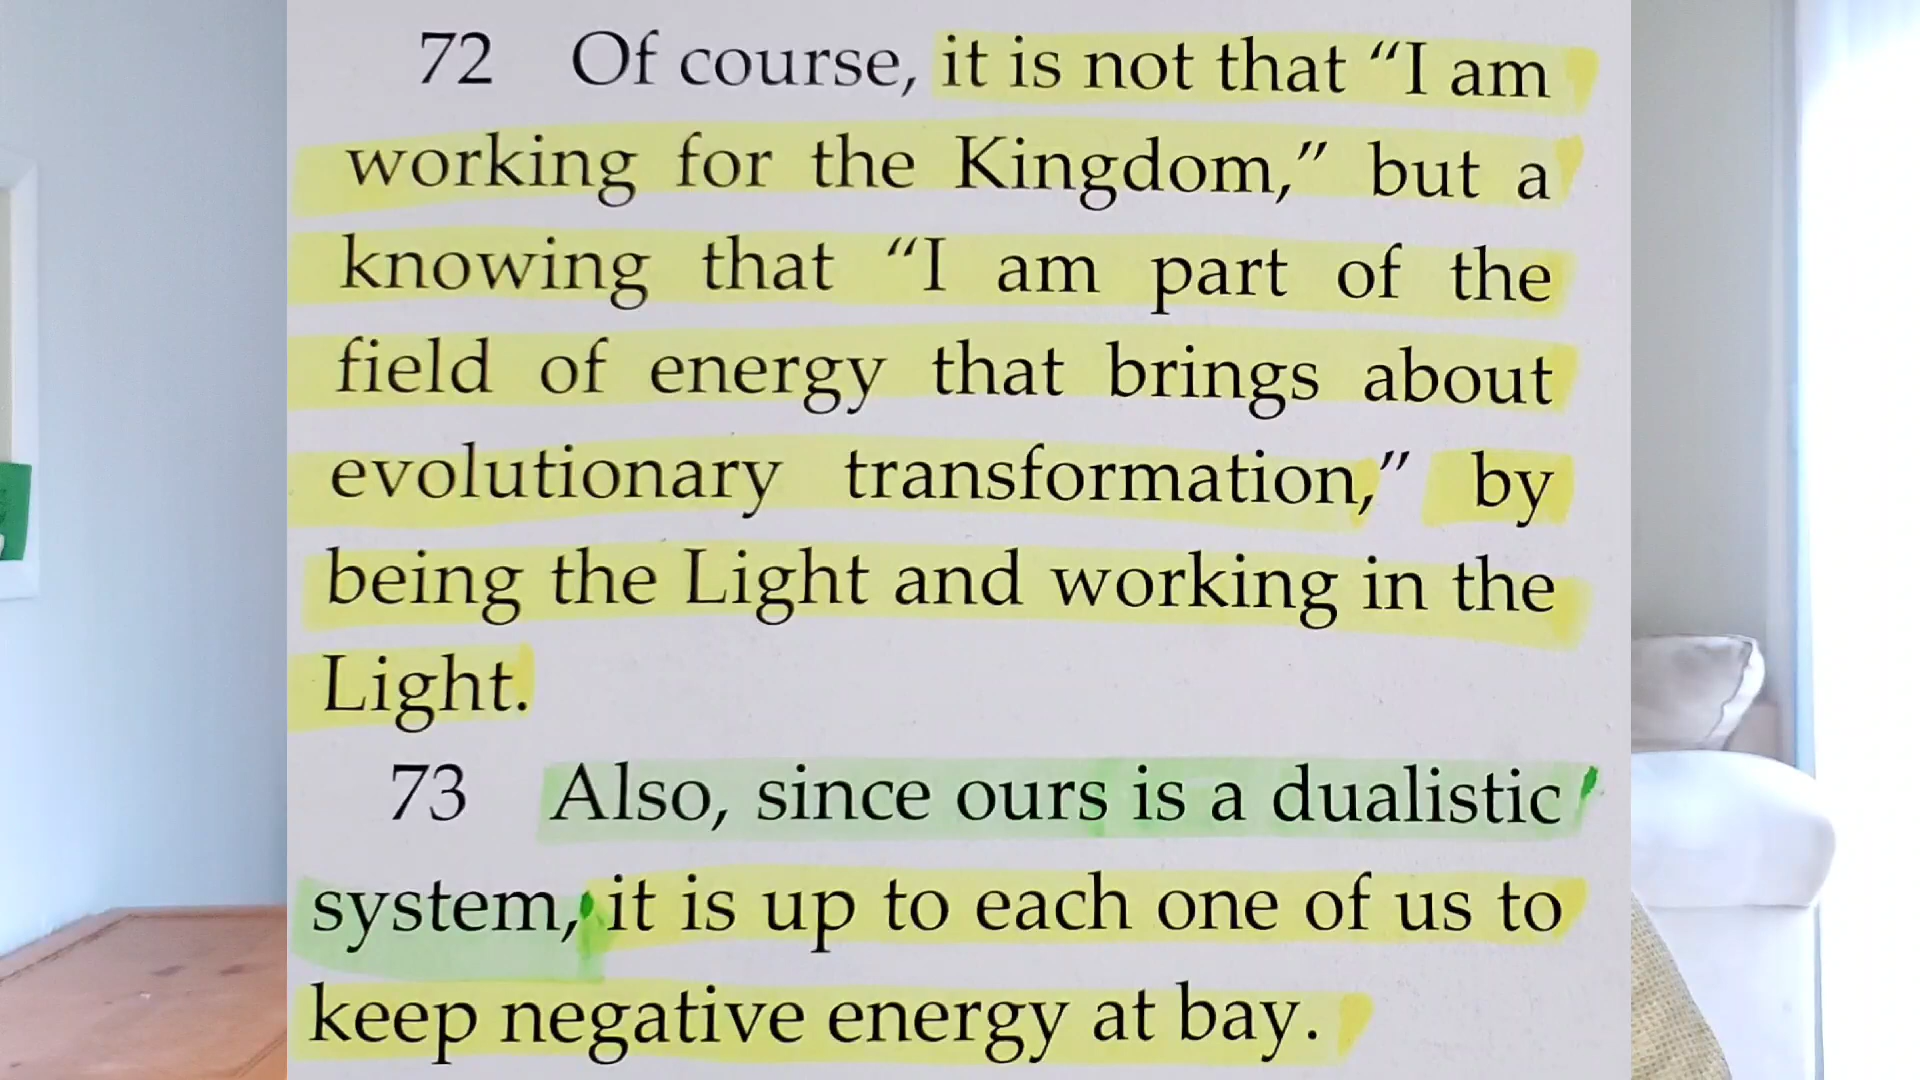 72 Of course, it is not that “I am
working for the Kingdom,” but a
knowing that “I am part of the
field of energy that brings about
evolutionary transformation,” by
being the Light and working in the
Light.
73 Also, since ours is a dualistic
system, it is up to each one of us to
keep negative energy at bay.